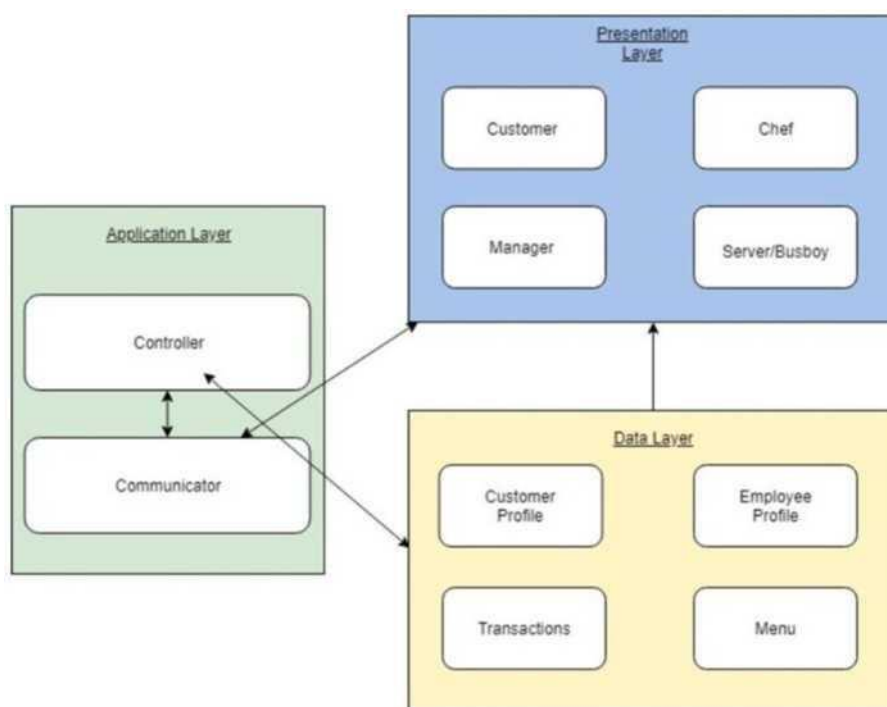 Presentation
Layer
Customer
Chef
Manager
Server/Busboy
Application Layer
Controller
Communicator
Data Layer
Customer
Profile
Employee
Profile
Transactions
Menu